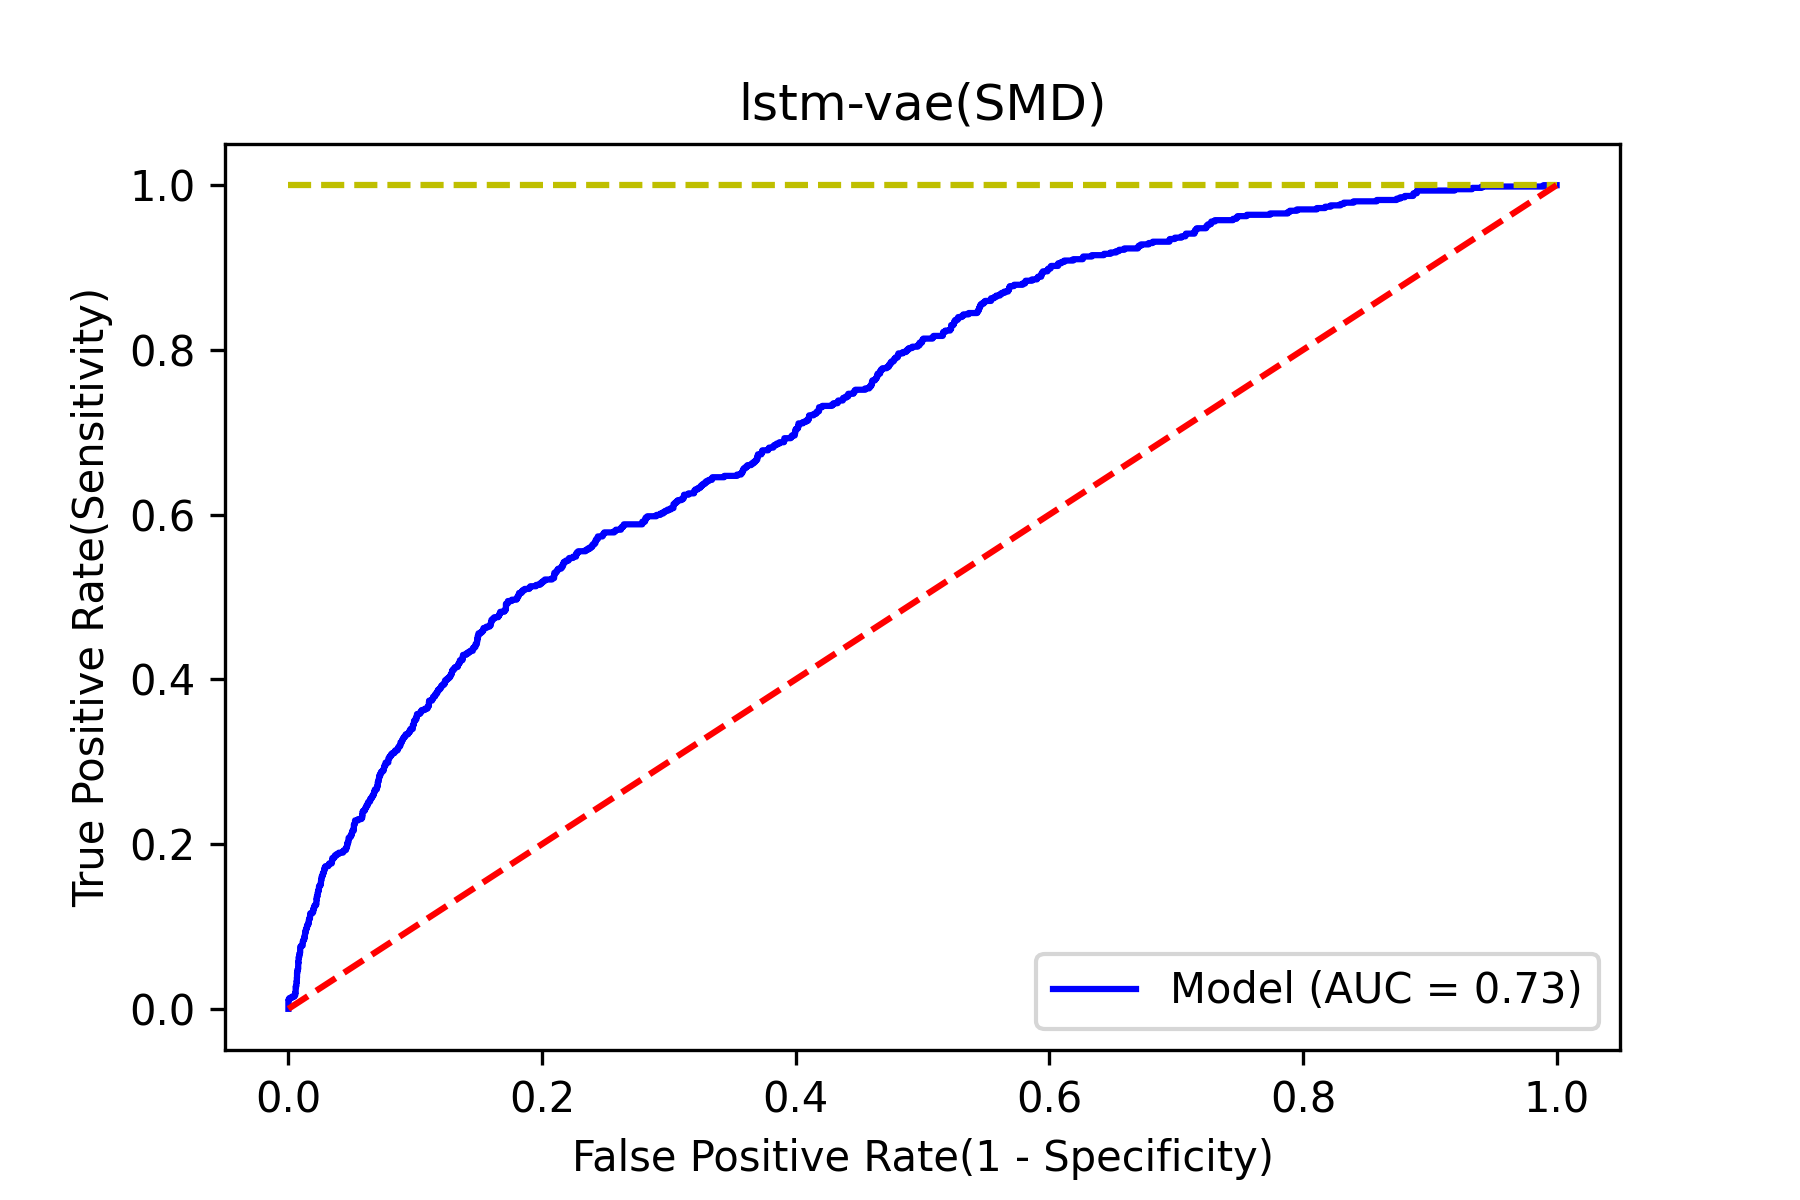 lstm-vae(SMD)
True Positive Rate(Sensitivity)
1.0
0.8
0.6
0.4
0.2
0.0
Model (AUC = 0.73)
0.0 0.2 0.4 0.6 0.8 1.0
False Positive Rate(1 - Specificity)